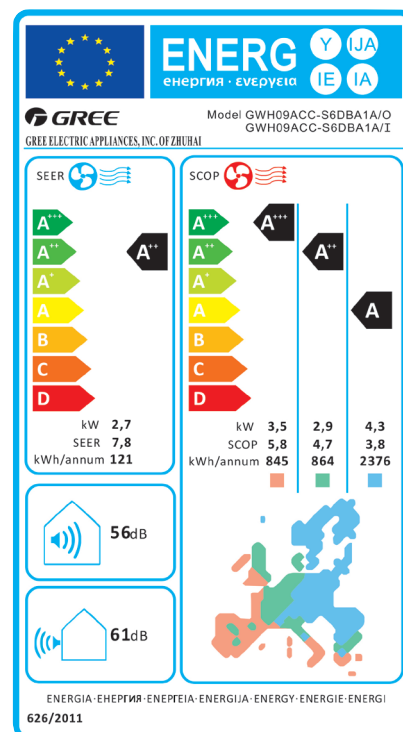 ENERG
енергия · ενεργεια
Y IJA
IE IA
GREE
GREE ELECTRIC APPLIANCES, INC. OF ZHUHAI
Model GWH09ACC-S6DBA1A/O
GWH09ACC-S6DBA1A/I
SEER
A+++
A++
A+
A
B
C
D
A++
kW 2,7
SEER 7,8
kWh/annum 121
SCOP
A+++
A++
A+
A
B
C
D
A+++
A++
A
kW 3,5 2,9 4,3
SCOP 5,8 4,7 3,8
kWh/annum 845 864 2376
56dB
61dB
ENERGIA·ЕНЕРГИЯ·ΕΝΕΡΓΕΙΑ·ENERGIJA·ENERGY·ENERGIE·ENERGI
626/2011